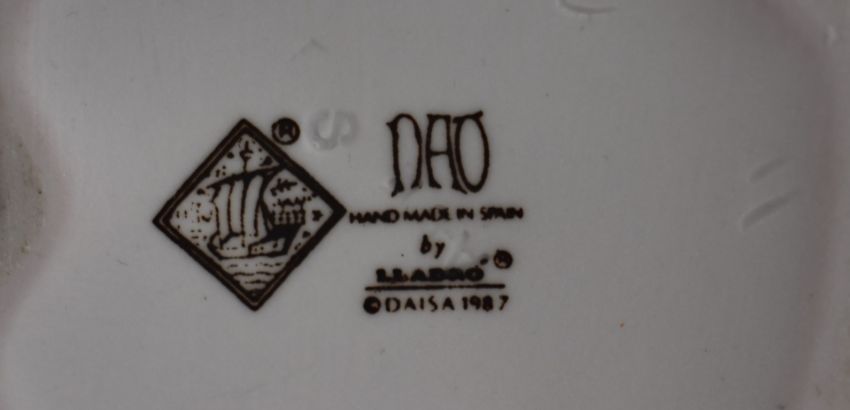 NAO
HAND MADE IN SPAIN
by
LLADRÓ ®
© DAISA 1987
®
S